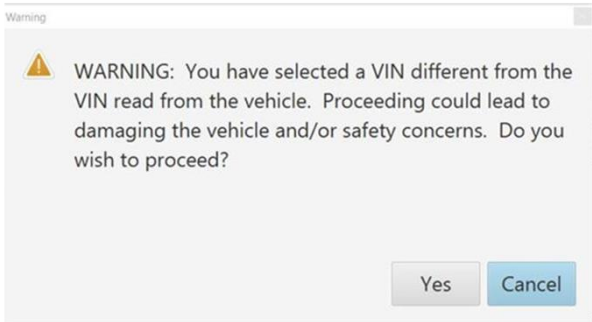 Warning
WARNING: You have selected a VIN different from the
VIN read from the vehicle. Proceeding could lead to
damaging the vehicle and/or safety concerns. Do you
wish to proceed?
Yes Cancel